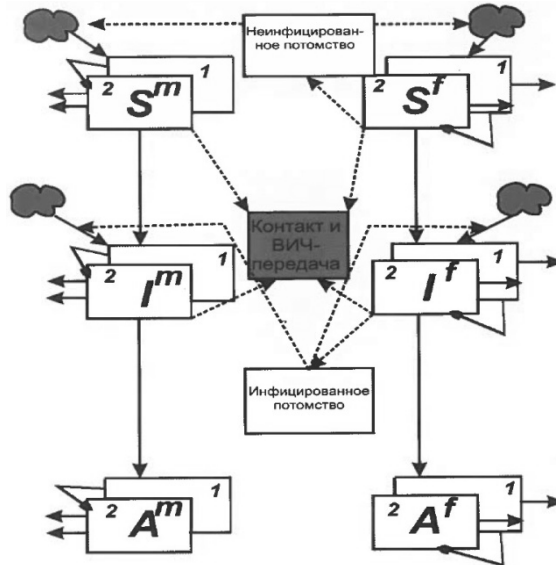 Неинфицирован-
ное потомство
1
2
S^m
1
2
S^f
Контакт и
ВИЧ-
передача
1
2
I^m
1
2
I^f
Инфицированное
потомство
1
2
A^m
1
2
A^f